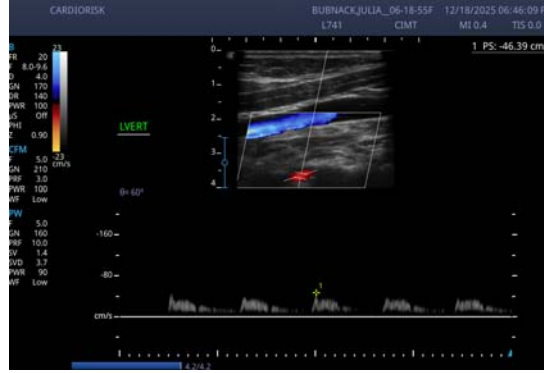 CARDIORISK
BUBNACK,JULIA__06-18-55F 12/18/2025 06:46:09 P
L741 CIMT MI 0.4 TIS 0.0
B
FR 20
F 8.0-9.6
D 4.0
GN 170
DR 140
PWR 100
µS Off
PHI
Z 0.90
CFM
F 5.0
GN 210
PRF 3.0
PWR 100
WF Low
PW
F 5.0
GN 160
PRF 10.0
SV 1.4
SVD 3.7
PWR 90
WF Low
23
-23
cm/s
LVERT
θ= 60°
0
1
2
3
4
1 PS: -46.39 cm/
-160
-80
cm/s
1
4.2/4.2